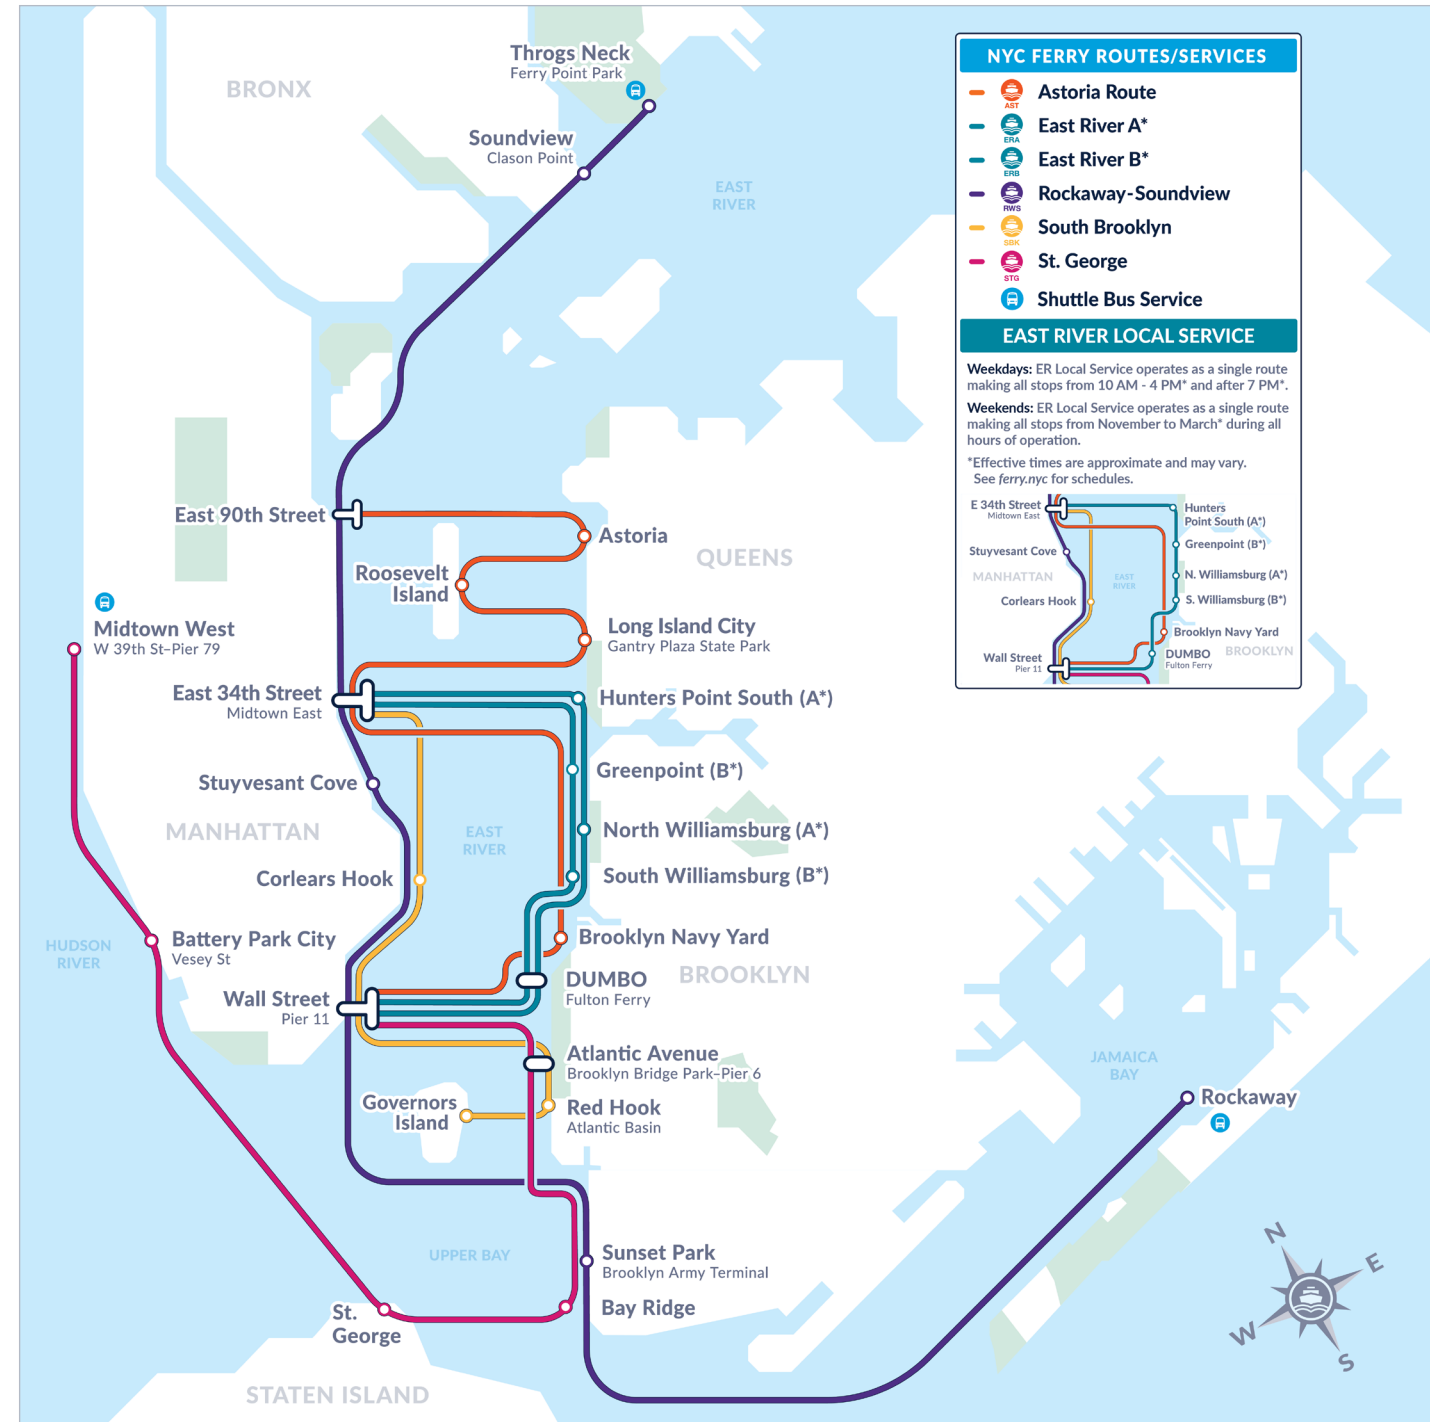 Throgs Neck
Ferry Point Park
BRONX
Soundview
Clason Point
EAST
RIVER
East 90th Street
Astoria
QUEENS
Roosevelt
Island
Midtown West
W 39th St–Pier 79
Long Island City
Gantry Plaza State Park
East 34th Street
Midtown East
Hunters Point South (A*)
Greenpoint (B*)
Stuyvesant Cove
MANHATTAN
EAST
RIVER
North Williamsburg (A*)
Corlears Hook
South Williamsburg (B*)
HUDSON
RIVER
Battery Park City
Vesey St
Brooklyn Navy Yard
BROOKLYN
DUMBO
Fulton Ferry
Wall Street
Pier 11
Atlantic Avenue
Brooklyn Bridge Park–Pier 6
Governors
Island
Red Hook
Atlantic Basin
JAMAICA
BAY
Rockaway
UPPER BAY
Sunset Park
Brooklyn Army Terminal
St.
George
Bay Ridge
STATEN ISLAND
N
E
W
S
NYC FERRY ROUTES/SERVICES
AST
Astoria Route
ERA
East River A*
ERB
East River B*
RWS
Rockaway-Soundview
SBK
South Brooklyn
STG
St. George
Shuttle Bus Service
EAST RIVER LOCAL SERVICE
Weekdays: ER Local Service operates as a single route
making all stops from 10 AM - 4 PM* and after 7 PM*.
Weekends: ER Local Service operates as a single route
making all stops from November to March* during all
hours of operation.
*Effective times are approximate and may vary.
See ferry.nyc for schedules.
E 34th Street
Midtown East
Hunters
Point South (A*)
Greenpoint (B*)
Stuyvesant Cove
MANHATTAN
EAST
RIVER
N. Williamsburg (A*)
Corlears Hook
S. Williamsburg (B*)
Brooklyn Navy Yard
BROOKLYN
Wall Street
Pier 11
DUMBO
Fulton Ferry